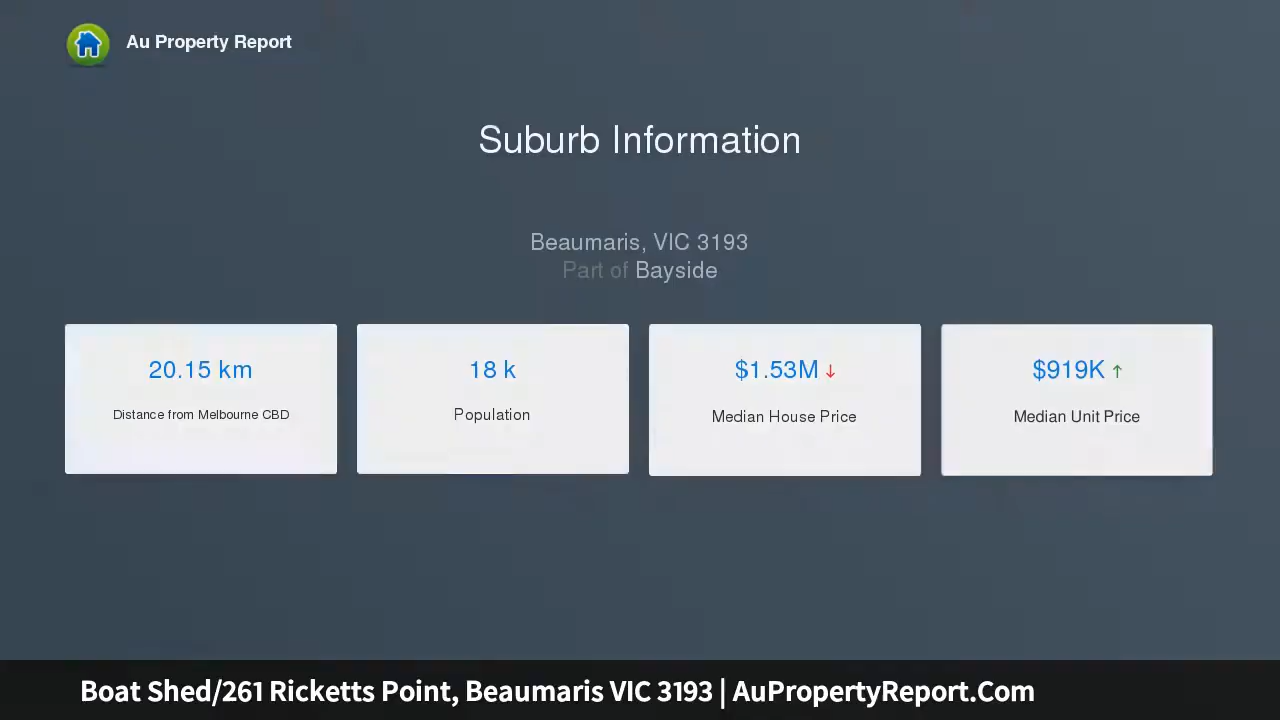 Au Property Report
Suburb Information
Beaumaris, VIC 3193
Part of Bayside
20.15 km
Distance from Melbourne CBD
18 k
Population
$1.53M ↓
Median House Price
$919K ↑
Median Unit Price
Boat Shed/261 Ricketts Point, Beaumaris VIC 3193 | AuPropertyReport.Com